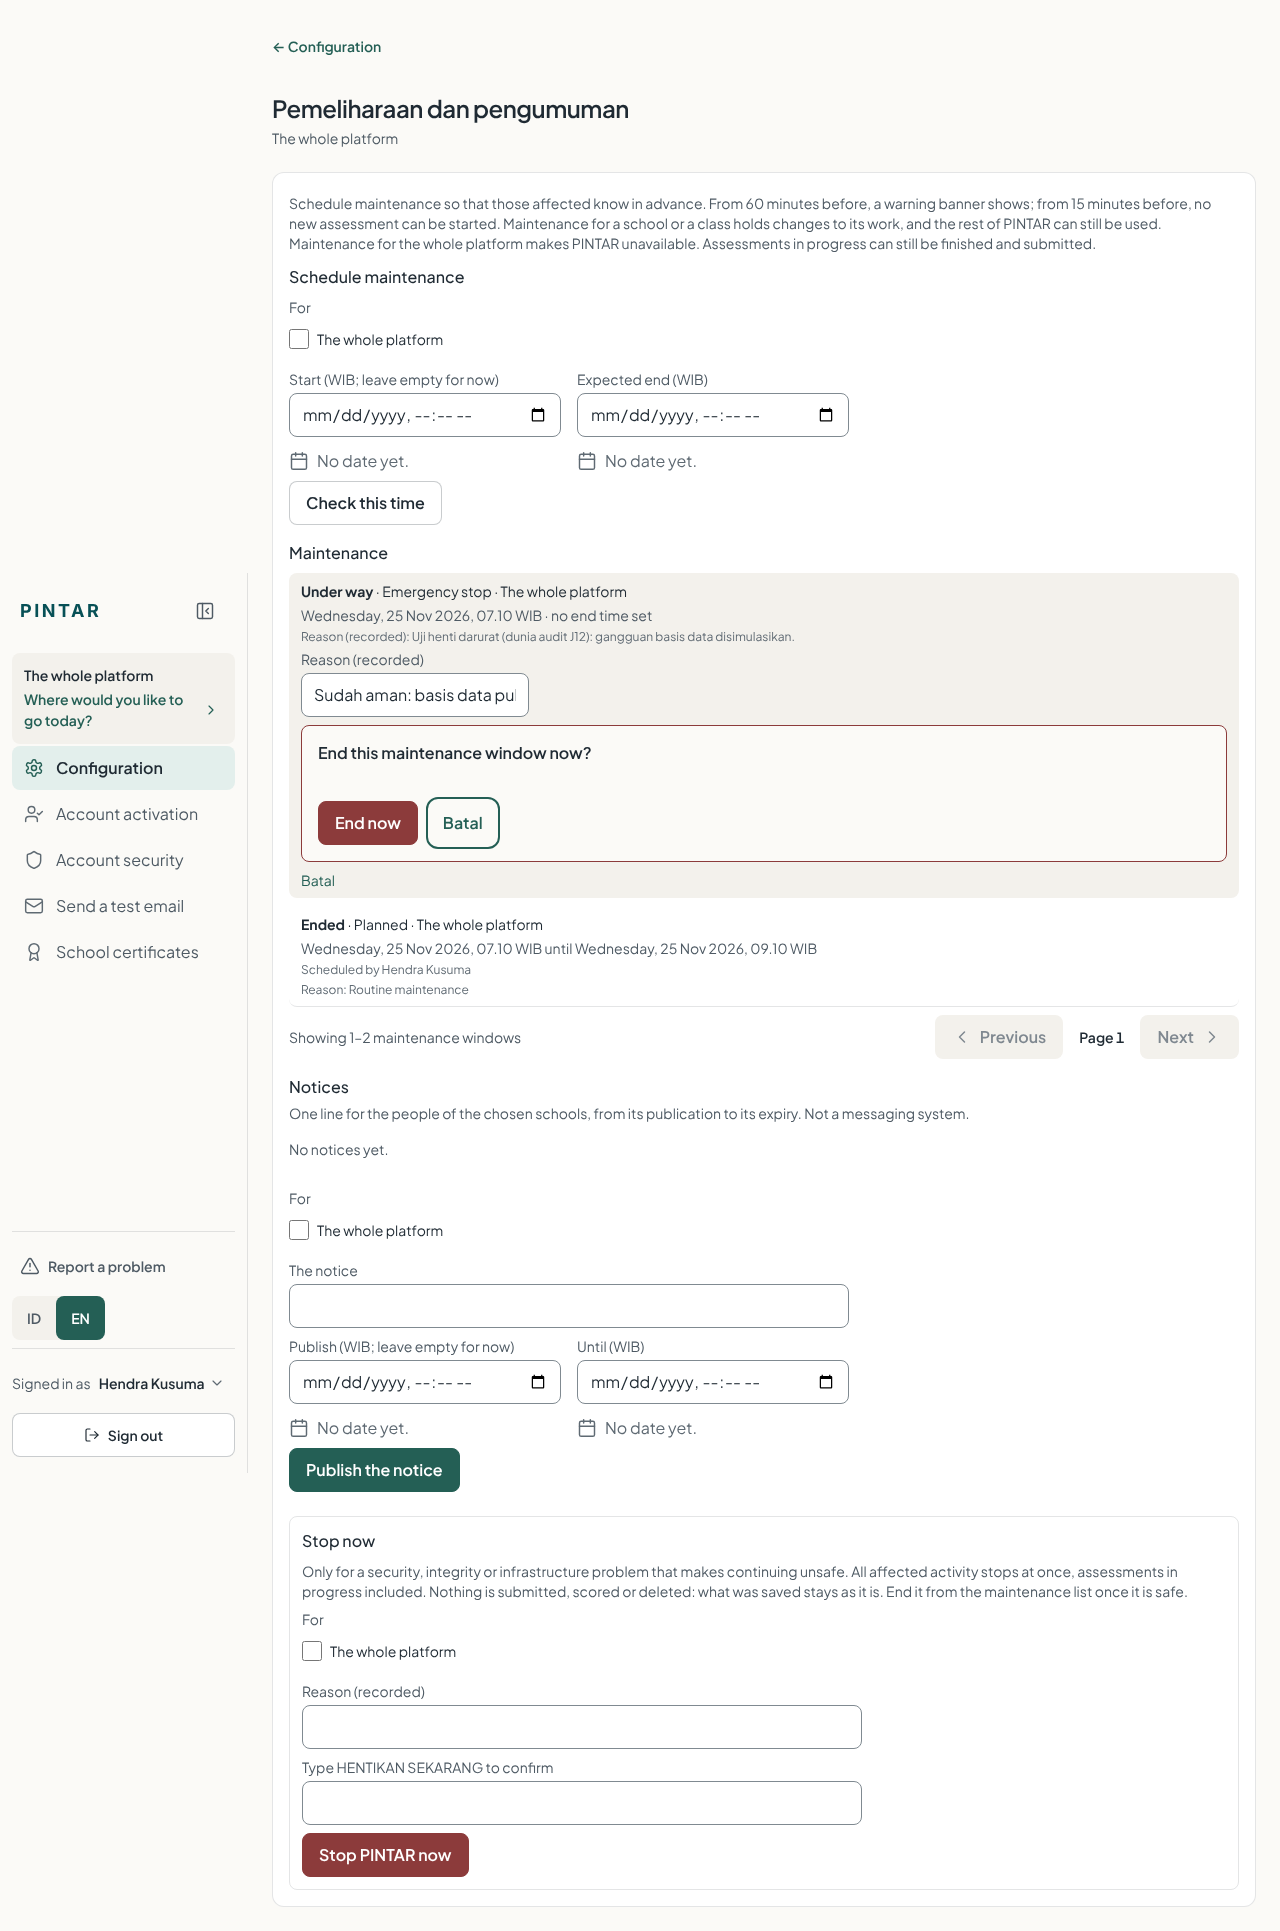 ← Configuration
Pemeliharaan dan pengumuman
The whole platform
Schedule maintenance so that those affected know in advance. From 60 minutes before, a warning banner shows; from 15 minutes before, no
new assessment can be started. Maintenance for a school or a class holds changes to its work, and the rest of PINTAR can still be used.
Maintenance for the whole platform makes PINTAR unavailable. Assessments in progress can still be finished and submitted.
Schedule maintenance
For
The whole platform
Start (WIB; leave empty for now) Expected end (WIB)
mm/dd/yyyy, --:-- -- mm/dd/yyyy, --:-- --
No date yet. No date yet.
Check this time
Maintenance
Under way · Emergency stop · The whole platform
Wednesday, 25 Nov 2026, 07.10 WIB · no end time set
Reason (recorded): Uji henti darurat (dunia audit J12): gangguan basis data disimulasikan.
Reason (recorded)
Sudah aman: basis data pul
End this maintenance window now?
End now Batal
Batal
Ended · Planned · The whole platform
Wednesday, 25 Nov 2026, 07.10 WIB until Wednesday, 25 Nov 2026, 09.10 WIB
Scheduled by Hendra Kusuma
Reason: Routine maintenance
Showing 1–2 maintenance windows
Previous Page 1 Next
Notices
One line for the people of the chosen schools, from its publication to its expiry. Not a messaging system.
No notices yet.
For
The whole platform
The notice
Publish (WIB; leave empty for now) Until (WIB)
mm/dd/yyyy, --:-- -- mm/dd/yyyy, --:-- --
No date yet. No date yet.
Publish the notice
Stop now
Only for a security, integrity or infrastructure problem that makes continuing unsafe. All affected activity stops at once, assessments in
progress included. Nothing is submitted, scored or deleted: what was saved stays as it is. End it from the maintenance list once it is safe.
For
The whole platform
Reason (recorded)
Type HENTIKAN SEKARANG to confirm
Stop PINTAR now
PINTAR
The whole platform
Where would you like to
go today?
Configuration
Account activation
Account security
Send a test email
School certificates
Report a problem
ID EN
Signed in as Hendra Kusuma
Sign out